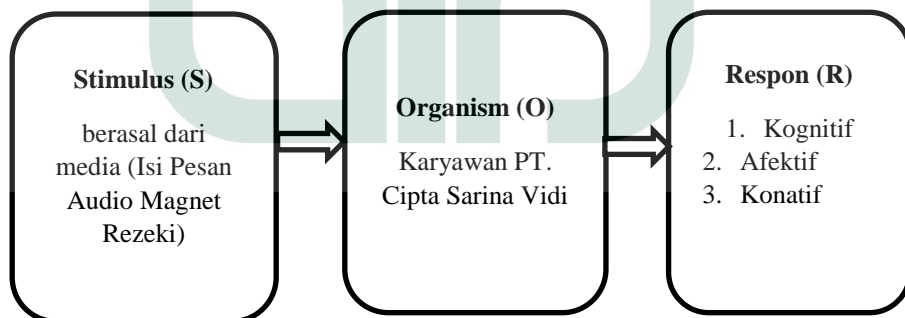 Stimulus (S)
berasal dari
media (Isi Pesan
Audio Magnet
Rezeki)
Organism (O)
Karyawan PT.
Cipta Sarina Vidi
Respon (R)
1. Kognitif
2. Afektif
3. Konatif